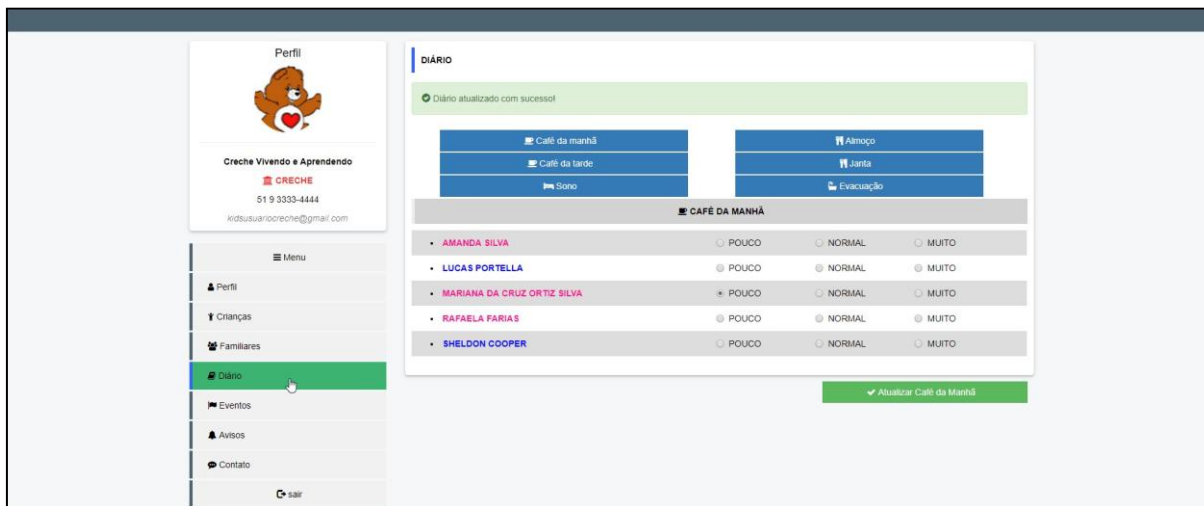 Perfil
Creche Vivendo e Aprendendo
CRECHE
51 9 3333-4444
kidsusuariocreche@gmail.com
Menu
Perfil
Crianças
Familiares
Diário
Eventos
Avisos
Contato
sair
DIÁRIO
Diário atualizado com sucesso!
Café da manhã Almoço
Café da tarde Janta
Sono Evacuação
CAFÉ DA MANHÃ
• AMANDA SILVA POUCO NORMAL MUITO
• LUCAS PORTELLA POUCO NORMAL MUITO
• MARIANA DA CRUZ ORTIZ SILVA POUCO NORMAL MUITO
• RAFAELA FARIAS POUCO NORMAL MUITO
• SHELDON COOPER POUCO NORMAL MUITO
Atualizar Café da Manhã